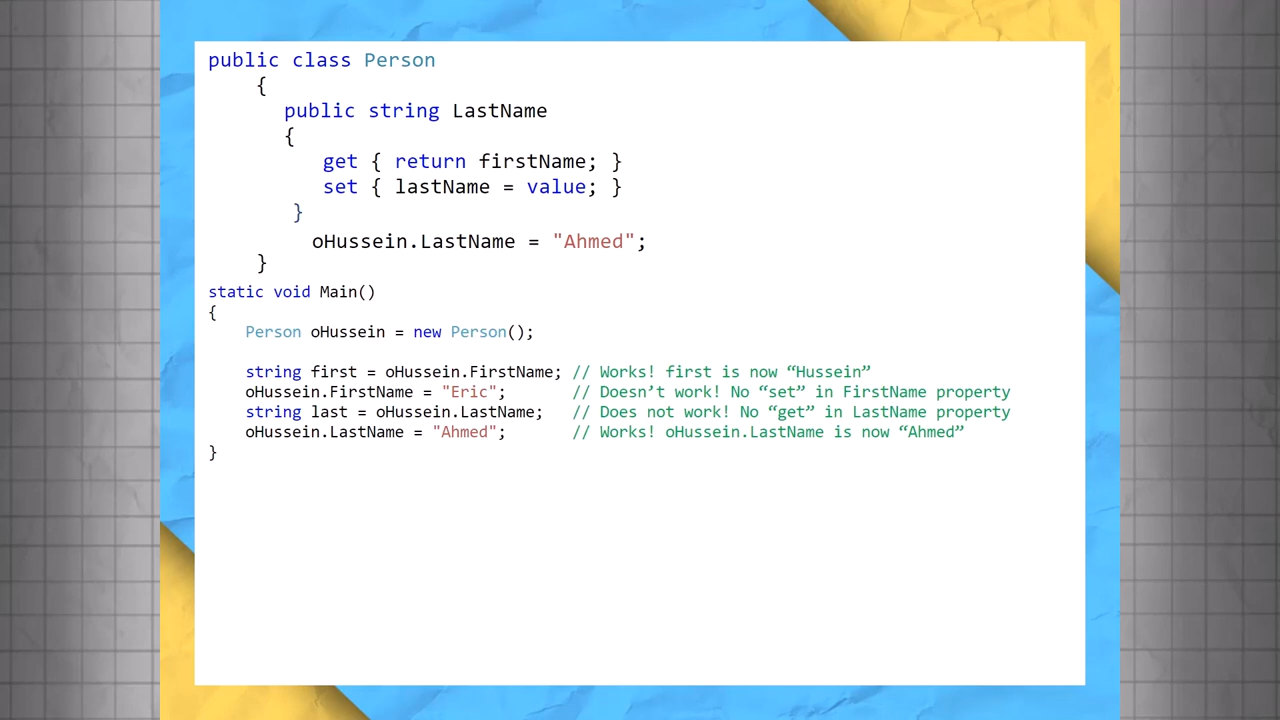 public class Person
{
public string LastName
{
get { return firstName; }
set { lastName = value; }
}
oHussein.LastName = "Ahmed";
}
static void Main()
{
Person oHussein = new Person();
string first = oHussein.FirstName; // Works! first is now “Hussein”
oHussein.FirstName = "Eric"; // Doesn’t work! No “set” in FirstName property
string last = oHussein.LastName; // Does not work! No “get” in LastName property
oHussein.LastName = "Ahmed"; // Works! oHussein.LastName is now “Ahmed”
}